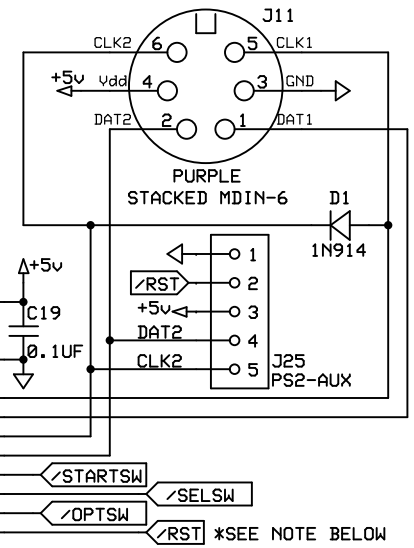 J11
CLK2 6 5 CLK1
+5v Vdd 4 3 GND
DAT2 2 1 DAT1
PURPLE
STACKED MDIN-6
D1
1N914
1
/RST 2
+5v 3
DAT2 4
CLK2 5
J25
PS2-AUX
+5v
C19
0.1UF
/STARTSW
/SELSW
/OPTSW
/RST *SEE NOTE BELOW